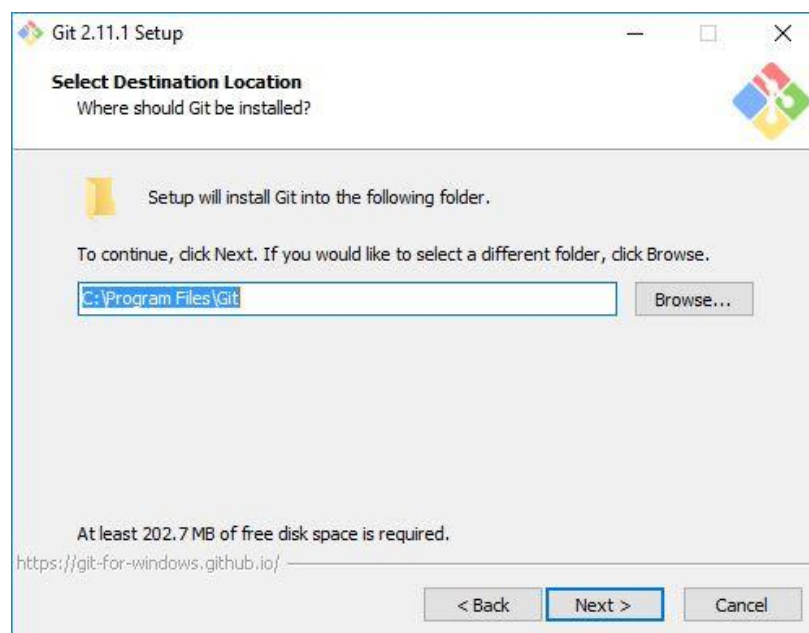 Git 2.11.1 Setup
Select Destination Location
Where should Git be installed?
Setup will install Git into the following folder.
To continue, click Next. If you would like to select a different folder, click Browse.
C:\Program Files\Git
Browse...
At least 202.7 MB of free disk space is required.
https://git-for-windows.github.io/
< Back
Next >
Cancel